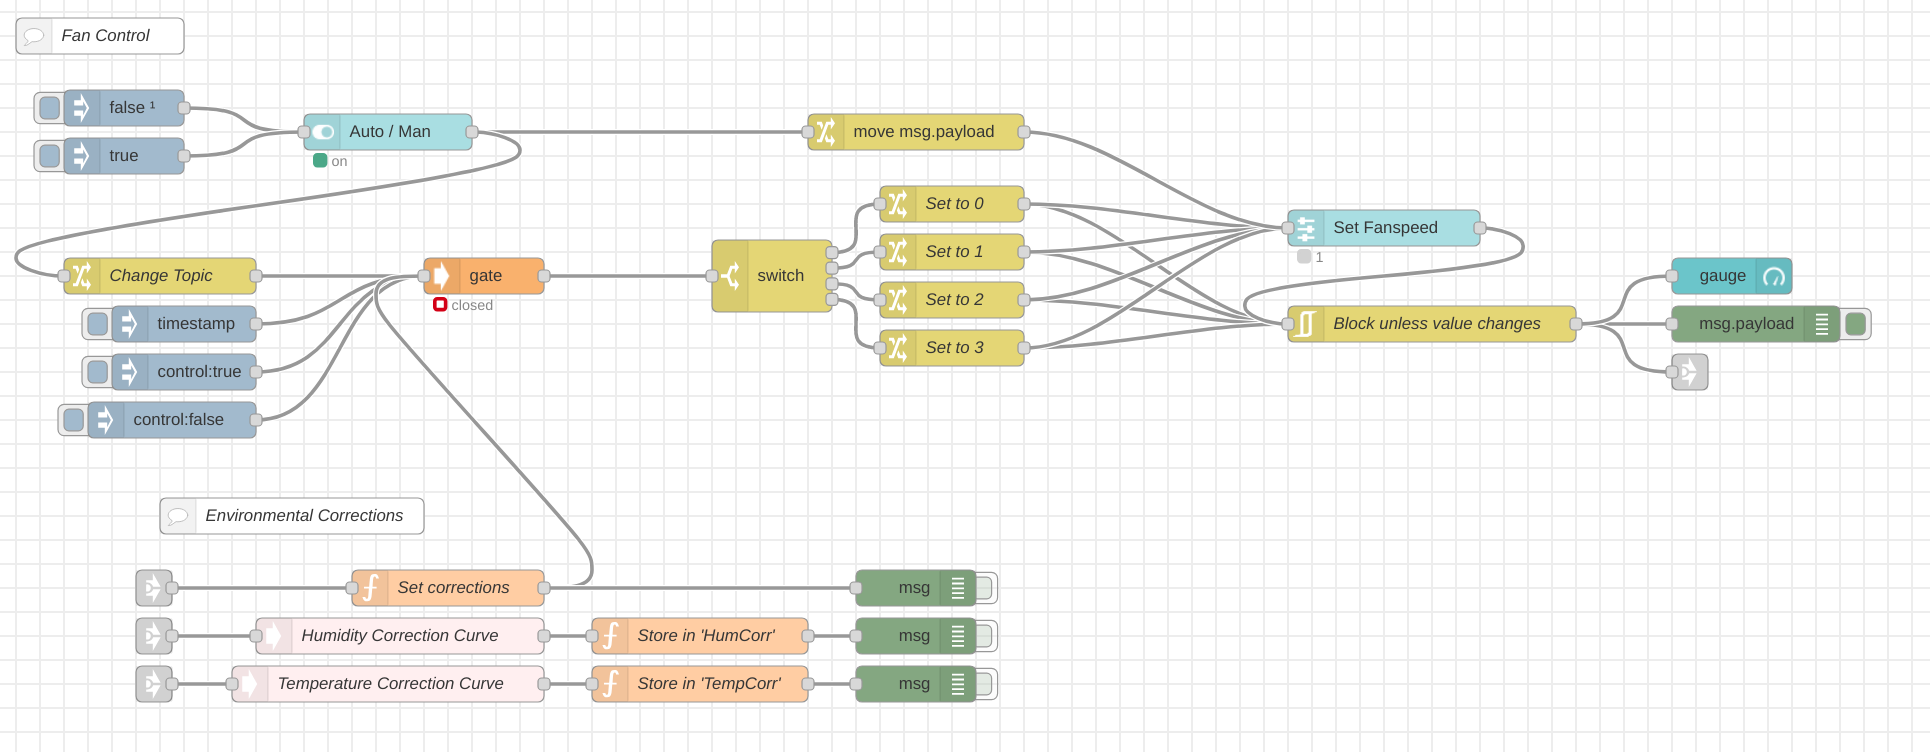 Fan Control
false ¹
true
Auto / Man
on
move msg.payload
Change Topic
timestamp
control:true
control:false
gate
closed
switch
Set to 0
Set to 1
Set to 2
Set to 3
Set Fanspeed
1
Block unless value changes
gauge
msg.payload
Environmental Corrections
Set corrections
msg
Humidity Correction Curve
Store in 'HumCorr'
msg
Temperature Correction Curve
Store in 'TempCorr'
msg